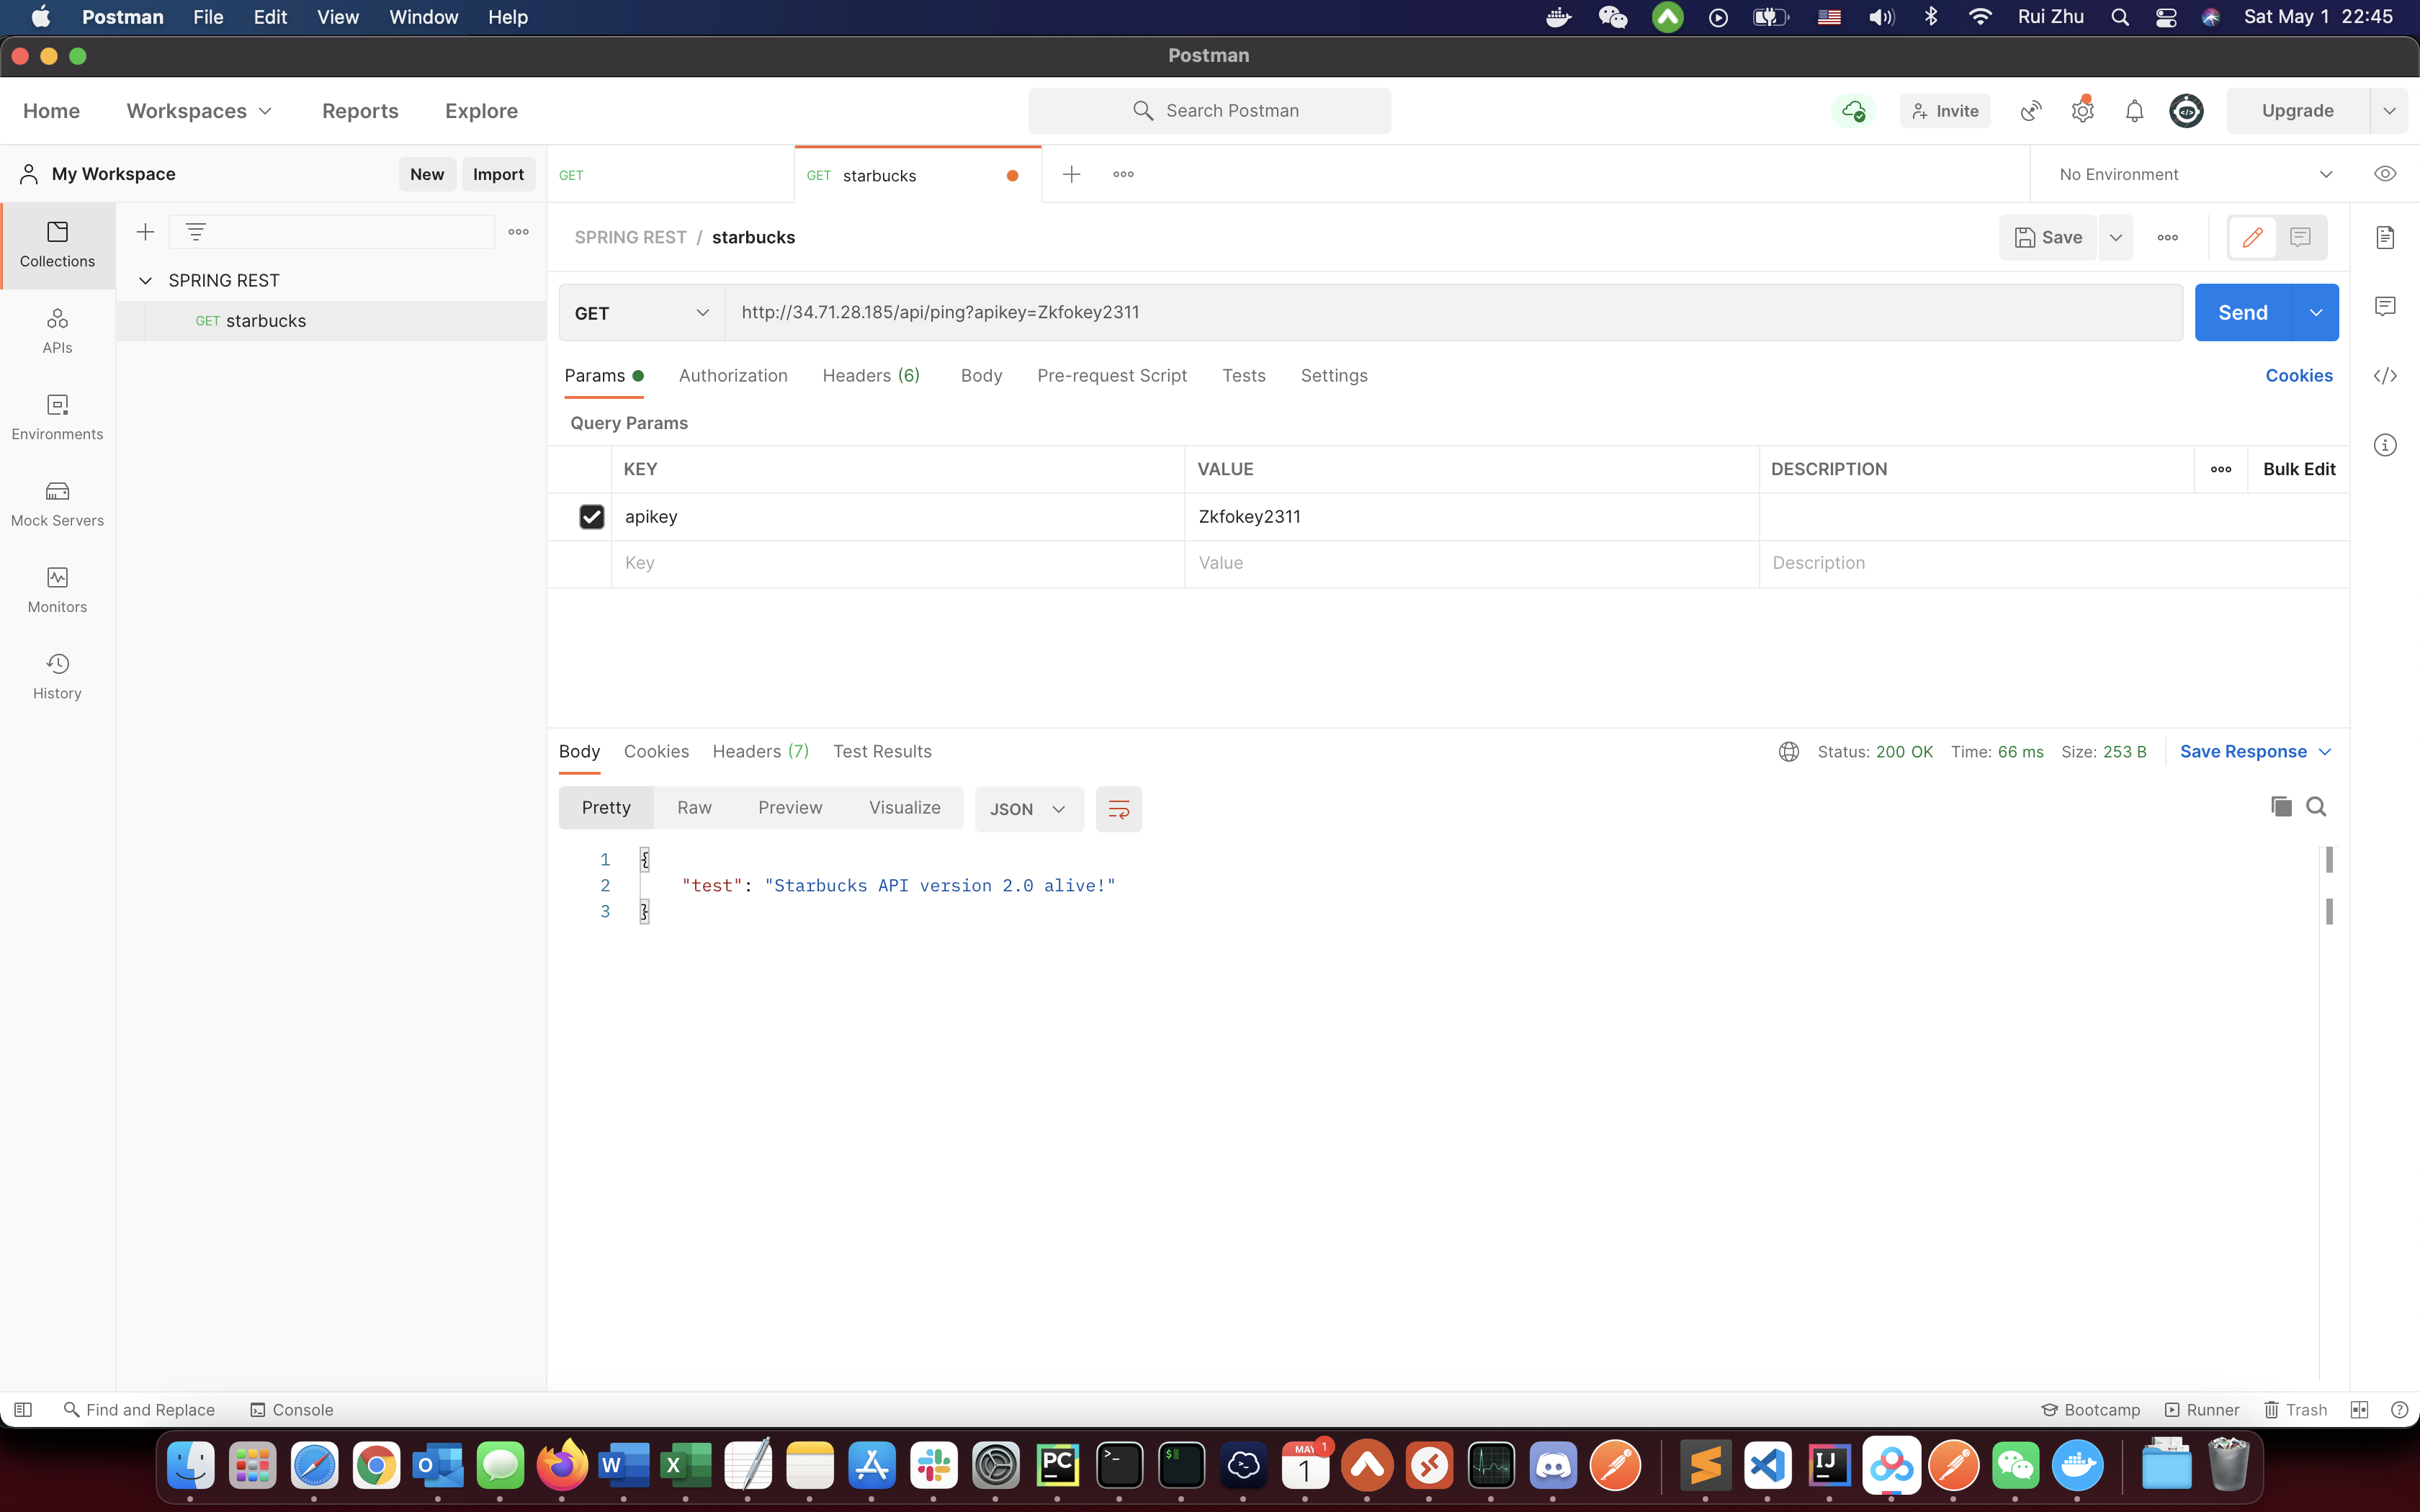 Postman File Edit View Window Help Rui Zhu Sat May 1 22:45
Postman
Home Workspaces Reports Explore Search Postman Invite Upgrade
My Workspace New Import GET GET starbucks No Environment
Collections
SPRING REST / starbucks Save
SPRING REST
GET starbucks
GET http://34.71.28.185/api/ping?apikey=Zkfokey2311 Send
APIs
Params Authorization Headers (6) Body Pre-request Script Tests Settings Cookies
Environments
Query Params
KEY VALUE DESCRIPTION Bulk Edit
Mock Servers
apikey Zkfokey2311
Key Value Description
Monitors
History
Body Cookies Headers (7) Test Results Status: 200 OK Time: 66 ms Size: 253 B Save Response
Pretty Raw Preview Visualize JSON
1 {
2 "test": "Starbucks API version 2.0 alive!"
3 }
Find and Replace Console Bootcamp Runner Trash
O W X PC >_ $ MAY 1 1 IJ